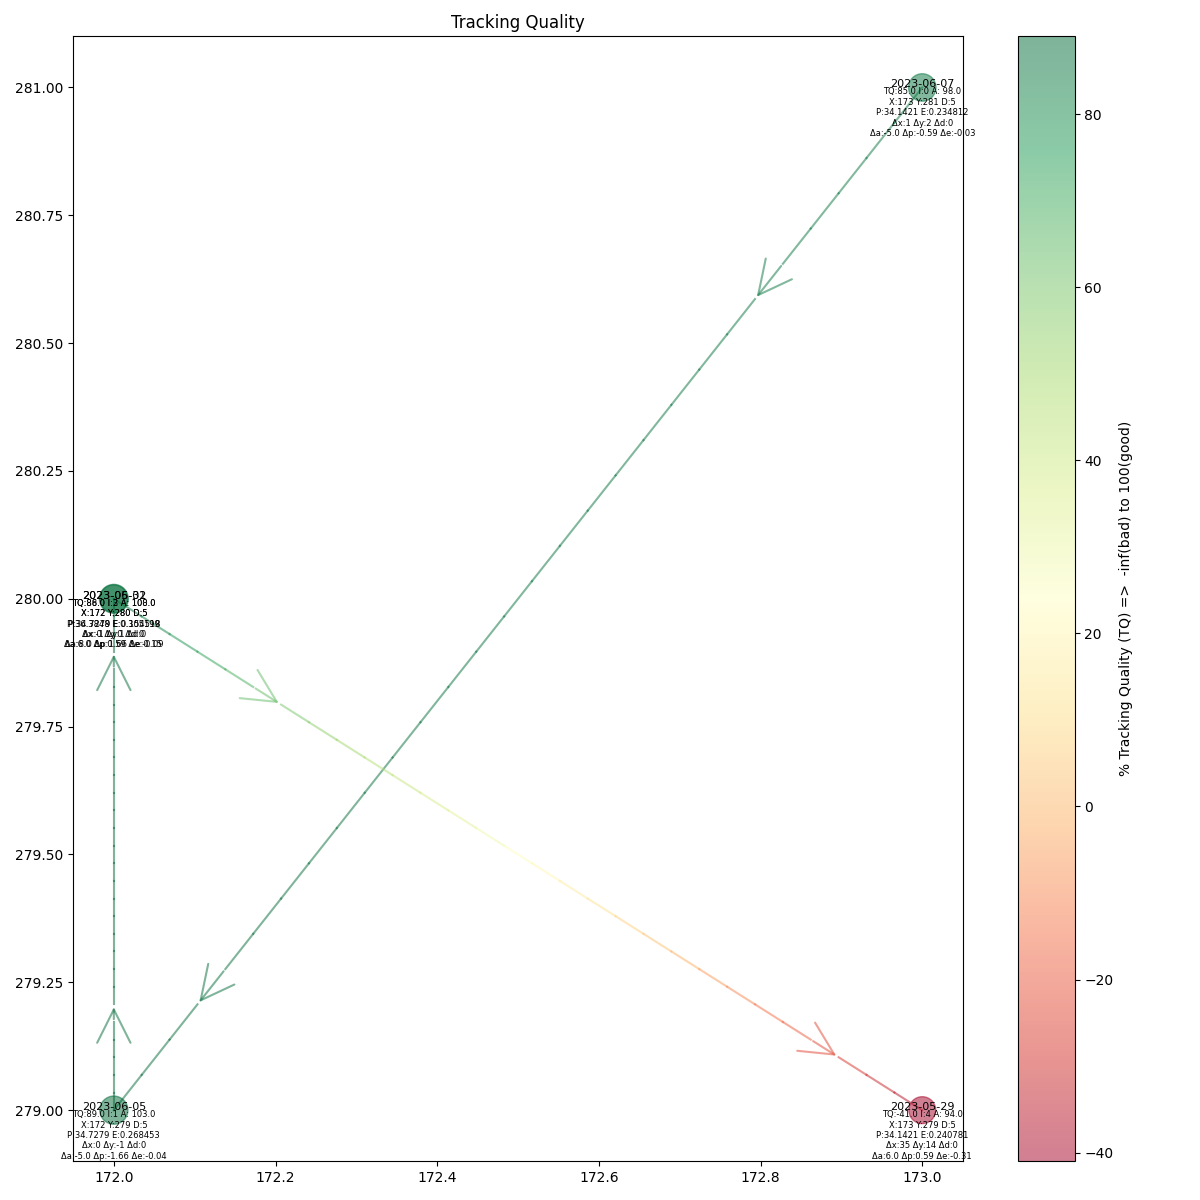 Tracking Quality
281.00
280.75
280.50
280.25
280.00
279.75
279.50
279.25
279.00
172.0
172.2
172.4
172.6
172.8
173.0
2023-06-07
TQ:85.0 I:0 A: 98.0
X:173 Y:281 D:5
P:34.1421 E:0.234812
Δx:1 Δy:2 Δd:0
Δa:-5.0 Δp:-0.59 Δe:-0.03
X:172 Y:280 D:5
2023-06-05
TQ:89.0 I:1 A: 103.0
X:172 Y:279 D:5
P:34.7279 E:0.268453
Δx:0 Δy:-1 Δd:0
Δa:-5.0 Δp:-1.66 Δe:-0.04
2023-05-29
TQ:-41.0 I:4 A: 94.0
X:173 Y:279 D:5
P:34.1421 E:0.240781
Δx:35 Δy:14 Δd:0
Δa:6.0 Δp:0.59 Δe:-0.31
80
60
40
20
0
−20
−40
% Tracking Quality (TQ) => -inf(bad) to 100(good)